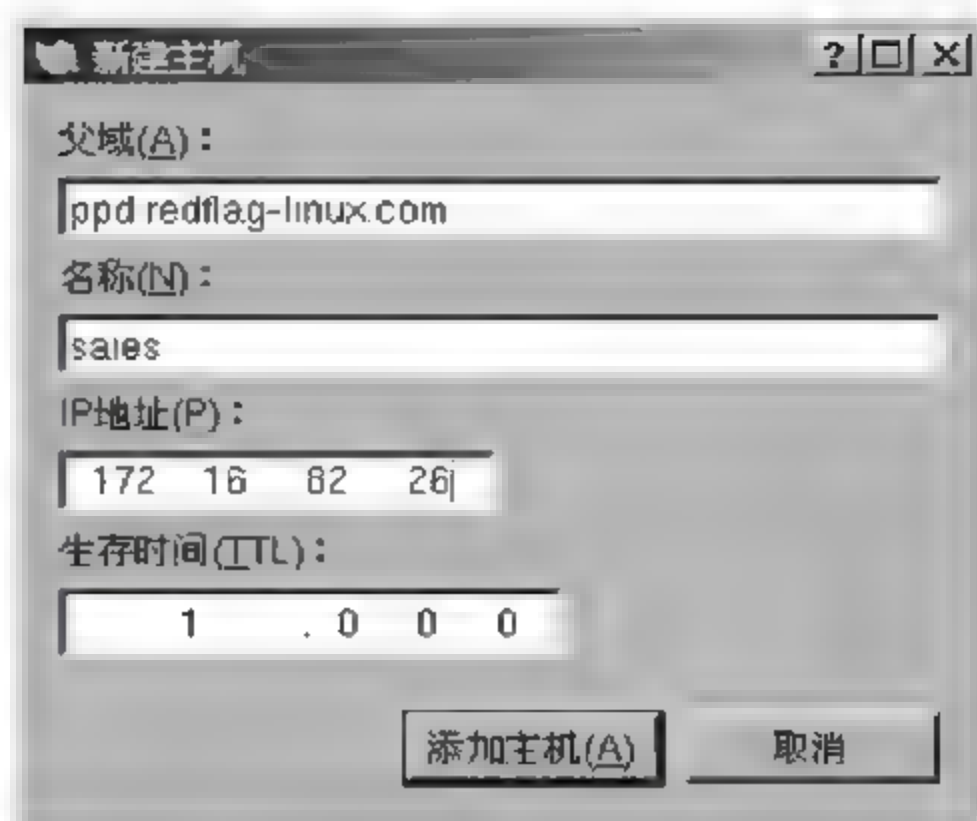 新建主机
父域(A)：
ppd redflag-linux.com
名称(N)：
sales
IP地址(P)：
172 16 82 26
生存时间(TTL)：
1 . 0 0 0
添加主机(A) 取消